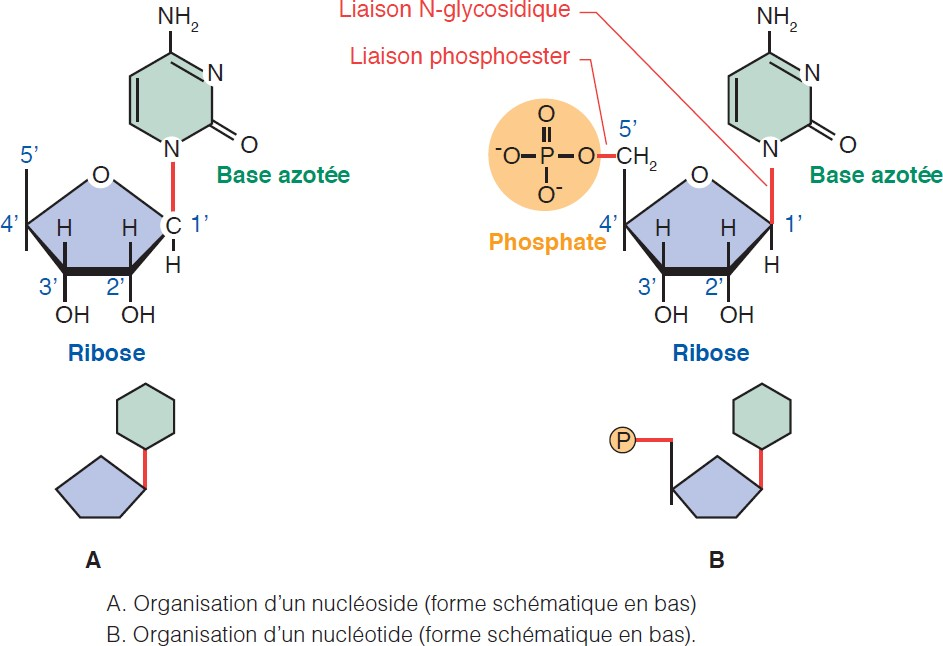 Liaison N-glycosidique
Liaison phosphoester
NH2
N
O
N
5'
Base azotée
O
4'
H
H
C
1'
H
3'
2'
OH
OH
Ribose
NH2
N
O
N
O
-O
P
O
CH2
O-
5'
Base azotée
O
Phosphate
4'
H
H
1'
H
3'
2'
OH
OH
Ribose
P
A
B
A. Organisation d’un nucléoside (forme schématique en bas)
B. Organisation d’un nucléotide (forme schématique en bas).